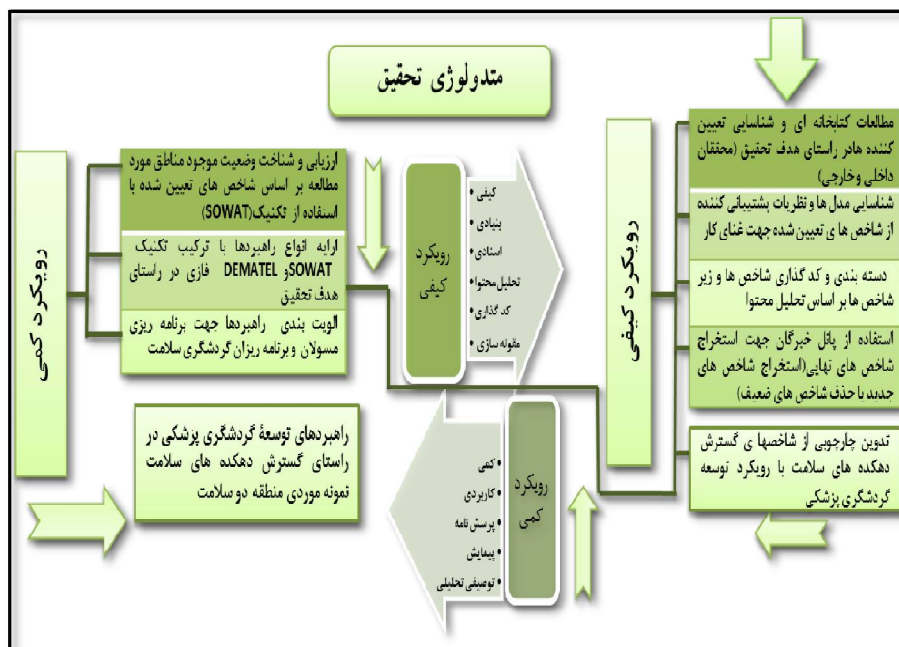 متدولوژی تحقیق
رویکرد کیفی
مطالعات کتابخانه ای و شناسایی تعیین
کننده هادر راستای هدف تحقیق (محققان
داخلی وخارجی)
شناسایی مدل ها و نظریات پشتیبانی کننده
از شاخص ها ی تعیین شده جهت غنای کار
دسته بندی و کد گذاری شاخص ها و زیر
شاخص ها بر اساس تحلیل محتوا
استفاده از پانل خبرگان جهت استخراج
شاخص های نهایی(استخراج شاخص های
جدید با حذف شاخص های ضعیف)
تدوین چارچوبی از شاخصها ی گسترش
دهکده های سلامت با رویکرد توسعه
گردشگری پزشکی
رویکرد
کیفی
• کیفی
• بنیادی
• اسنادی
• تحلیل محتوا
• کد گذاری
• مقوله سازی
رویکرد
کمی
• کمی
• کاربردی
• پرسش نامه
• پیمایش
• توصیفی تحلیلی
رویکرد کمی
ارزیابی و شناخت وضعیت موجود مناطق مورد
مطالعه بر اساس شاخص های تعیین شده با
استفاده از تکنیک(SOWAT)
ارایه انواع راهبردها با ترکیب تکنیک
SOWATو DEMATEL فازی در راستای
هدف تحقیق
الویت بندی راهبردها جهت برنامه ریزی
مسولان و برنامه ریزان گردشگری سلامت
راهبردهای توسعهٔ گردشگری پزشکی در
راستای گسترش دهکده های سلامت
نمونه موردی منطقه دو سلامت